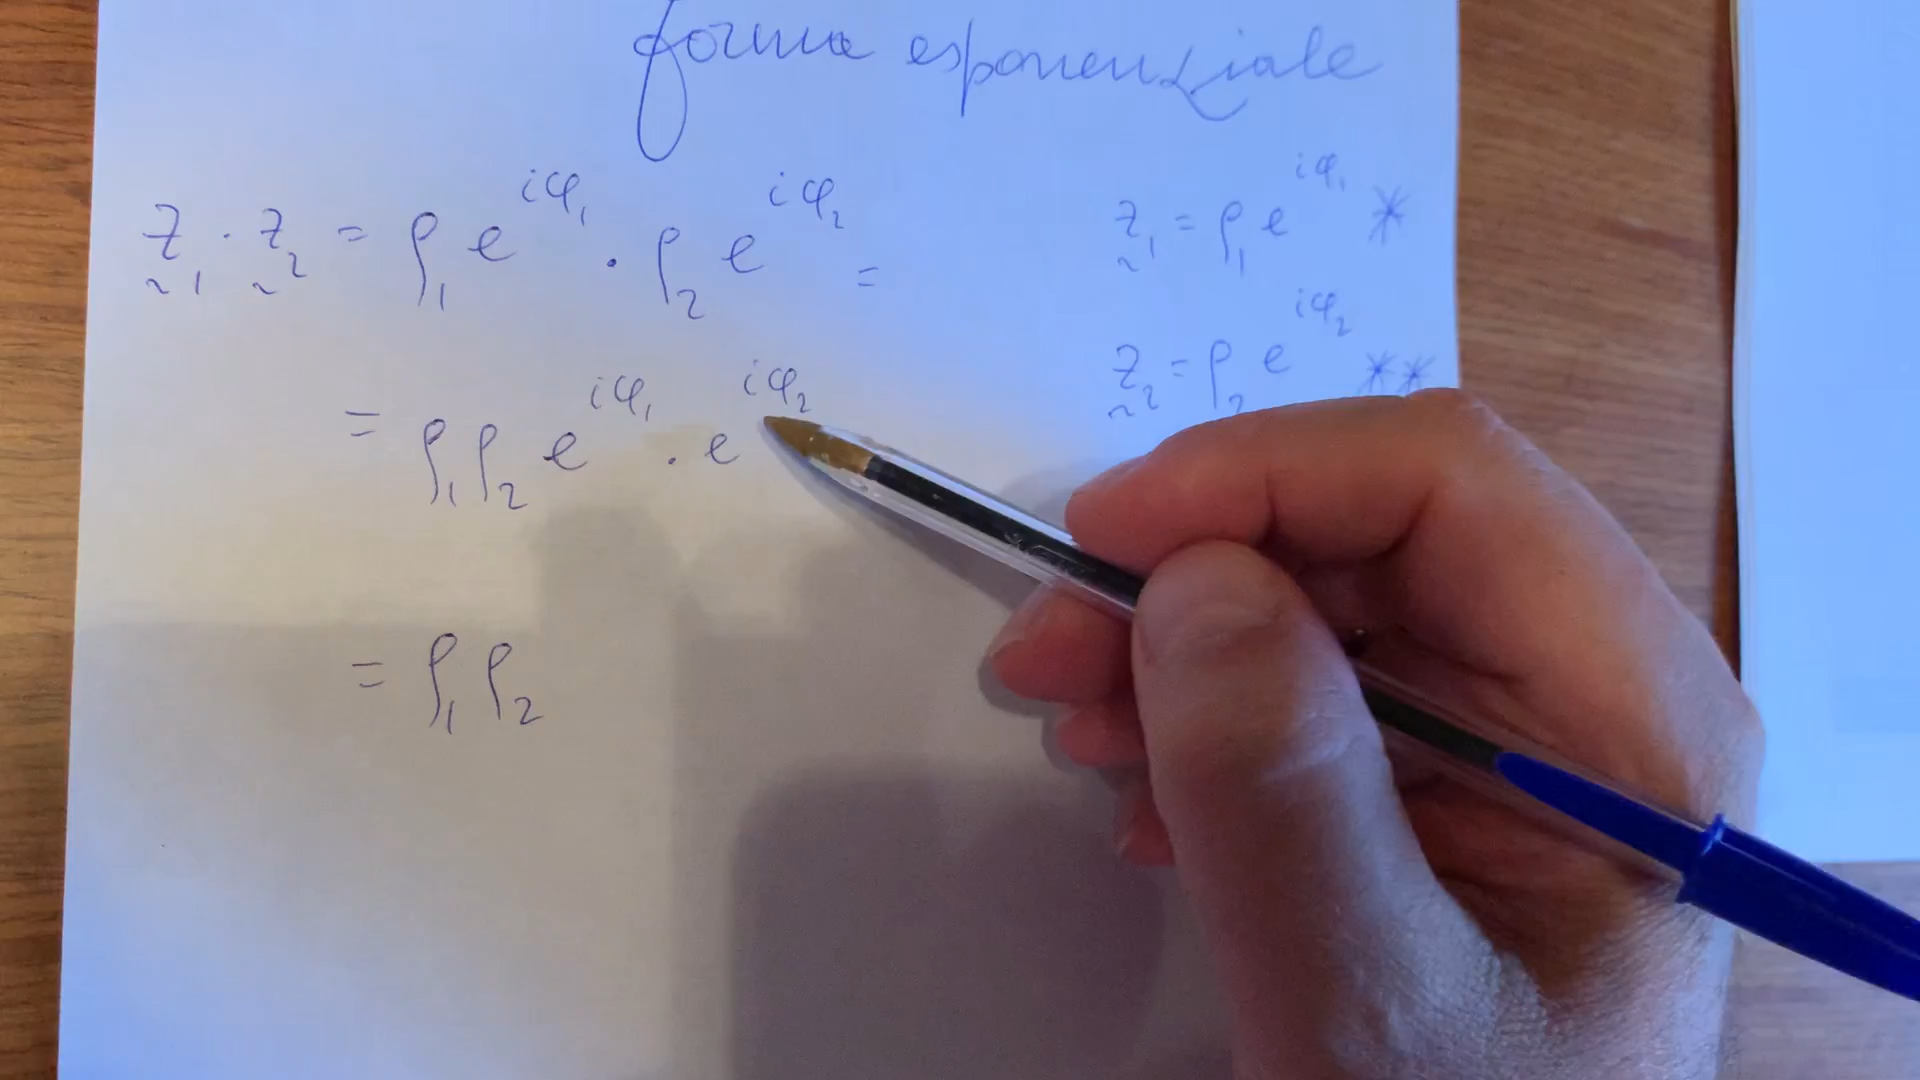 forma esponenziale
z₁ · z₂ = ρ₁ e^{iφ₁} · ρ₂ e^{iφ₂} =
= ρ₁ρ₂ e^{iφ₁} · e^{iφ₂}
= ρ₁ρ₂
z₁ = ρ₁ e^{iφ₁} *
z₂ = ρ₂ e^{iφ₂} **